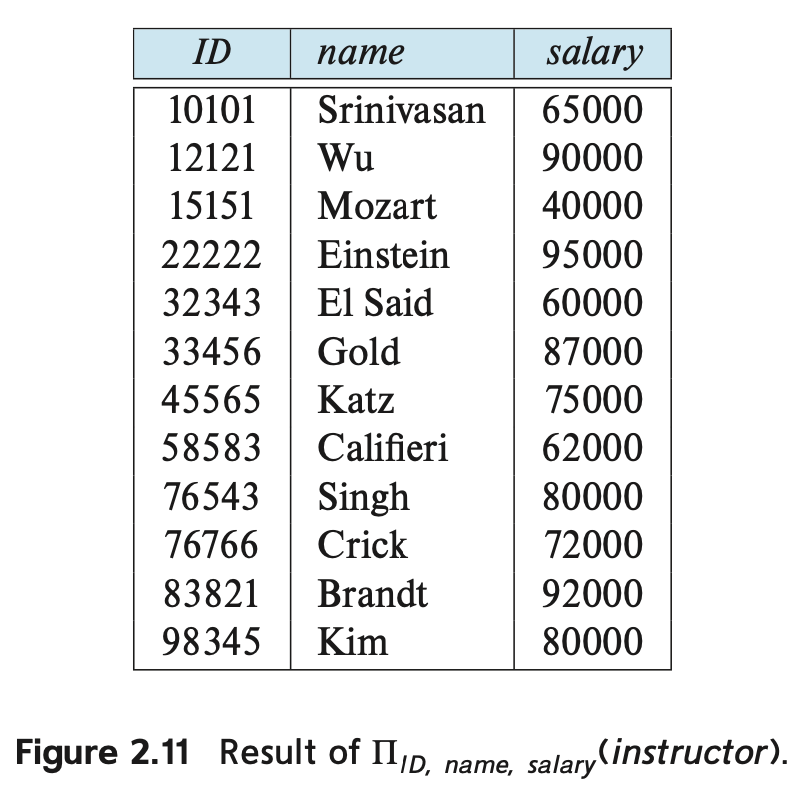 ID name salary
10101 Srinivasan 65000
12121 Wu 90000
15151 Mozart 40000
22222 Einstein 95000
32343 El Said 60000
33456 Gold 87000
45565 Katz 75000
58583 Califieri 62000
76543 Singh 80000
76766 Crick 72000
83821 Brandt 92000
98345 Kim 80000
Figure 2.11 Result of Π_ID, name, salary(instructor).